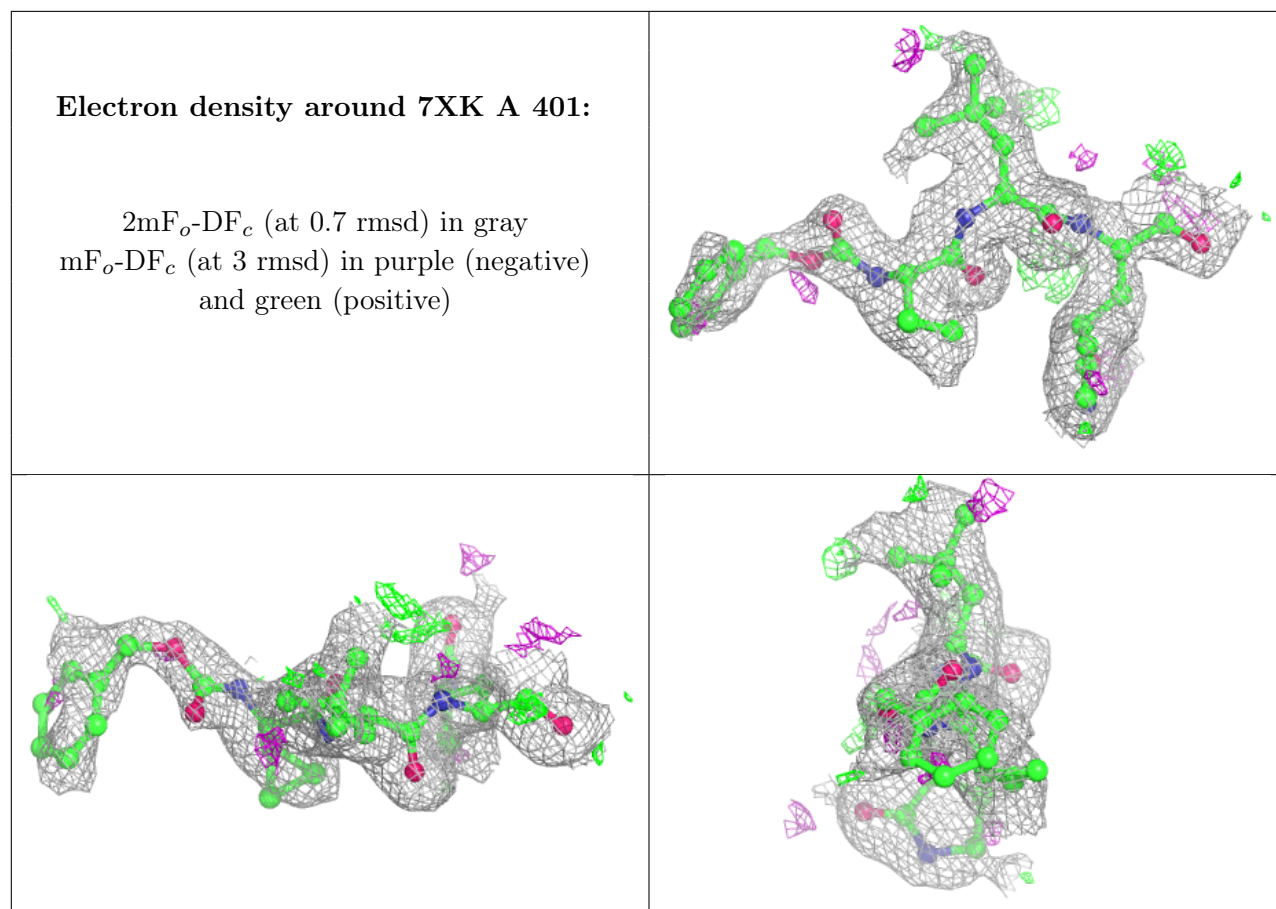 Electron density around 7XK A 401:
2mFₒ-DF𝒸 (at 0.7 rmsd) in gray
mFₒ-DF𝒸 (at 3 rmsd) in purple (negative)
and green (positive)